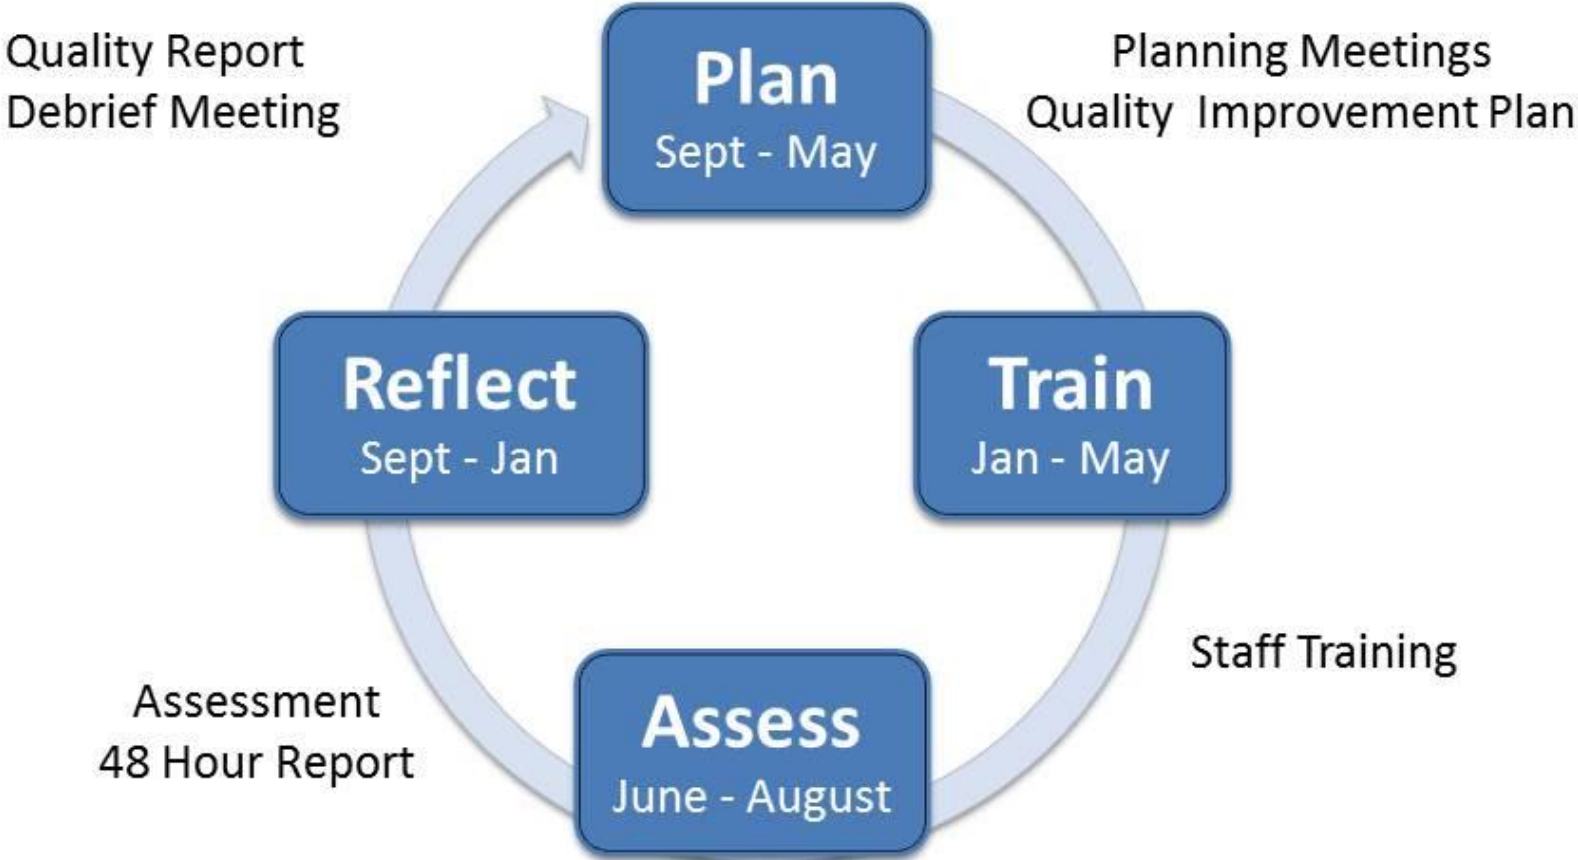 Quality Report
Debrief Meeting
Plan
Sept - May
Planning Meetings
Quality Improvement Plan
Reflect
Sept - Jan
Train
Jan - May
Staff Training
Assessment
48 Hour Report
Assess
June - August